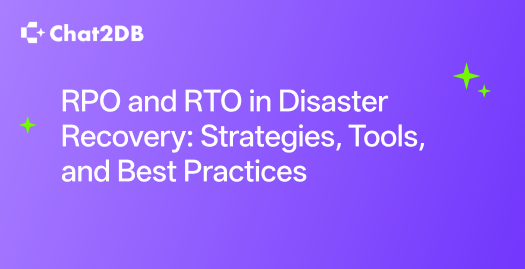 Chat2DB
RPO and RTO in Disaster
Recovery: Strategies, Tools,
and Best Practices